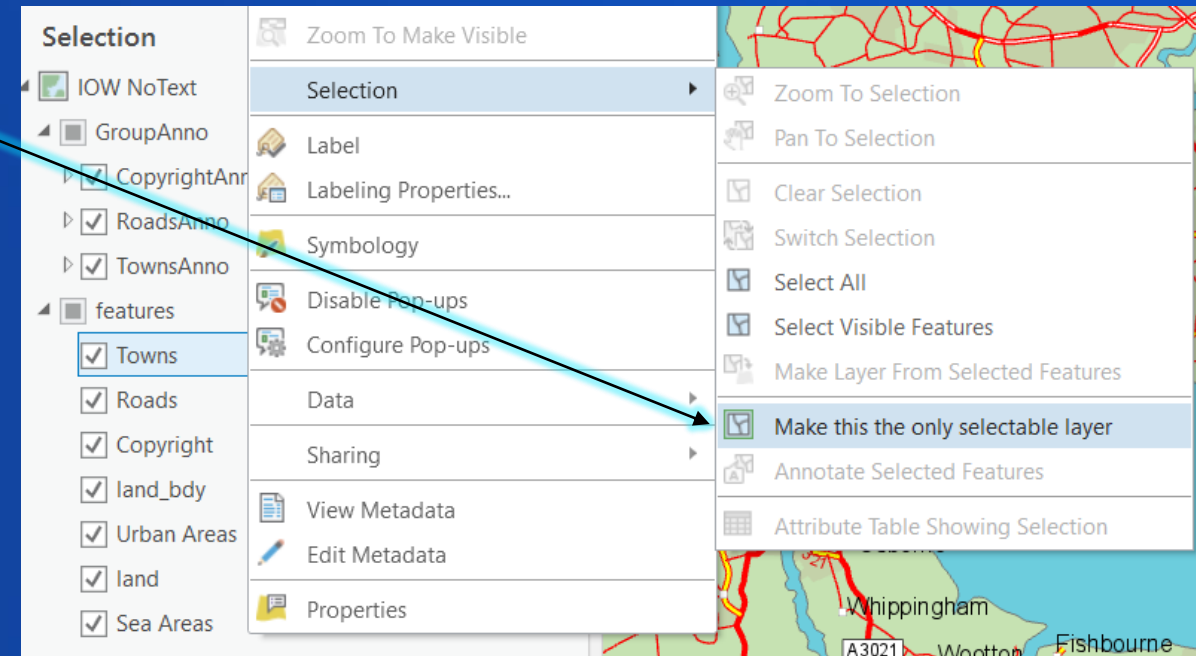 Selection
IOW NoText
GroupAnno
CopyrightAnr
RoadsAnno
TownsAnno
features
Towns
Roads
Copyright
land_bdy
Urban Areas
land
Sea Areas
Zoom To Make Visible
Selection
Label
Labeling Properties...
Symbology
Disable Pop-ups
Configure Pop-ups
Data
Sharing
View Metadata
Edit Metadata
Properties
Zoom To Selection
Pan To Selection
Clear Selection
Switch Selection
Select All
Select Visible Features
Make Layer From Selected Features
Make this the only selectable layer
Annotate Selected Features
Attribute Table Showing Selection
Whippingham
A3021
Wootton
Fishbourne